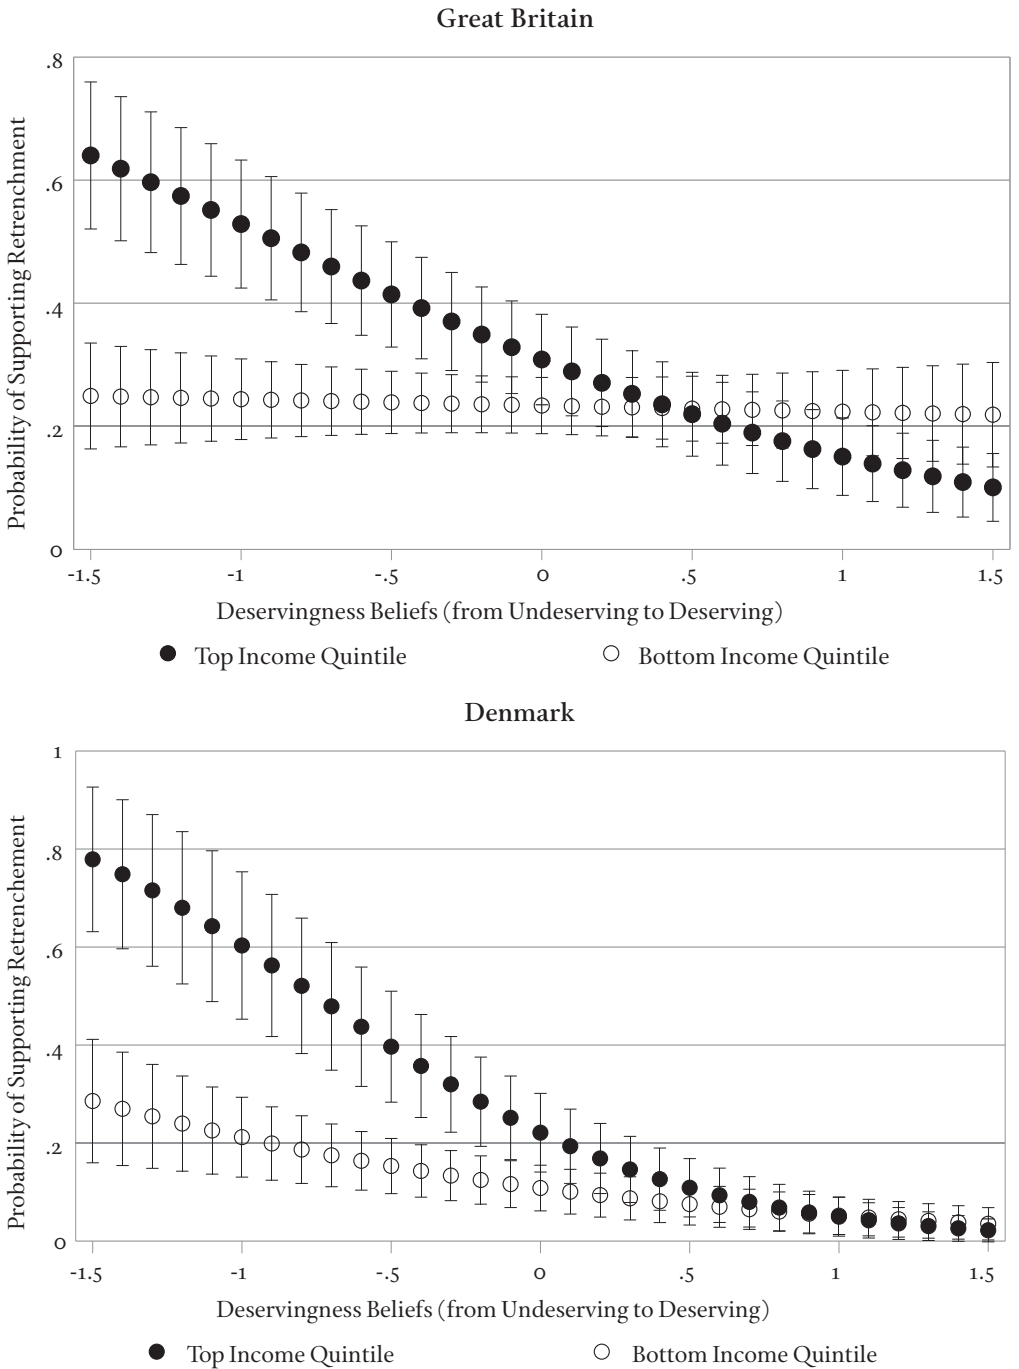 Great Britain
Probability of Supporting Retrenchment
.8
.6
.4
.2
0
-1.5
-1
-.5
0
.5
1
1.5
Deservingness Beliefs (from Undeserving to Deserving)
Top Income Quintile
Bottom Income Quintile
Denmark
Probability of Supporting Retrenchement
1
.8
.6
.4
.2
0
-1.5
-1
-.5
0
.5
1
1.5
Deservingness Beliefs (from Undeserving to Deserving)
Top Income Quintile
Bottom Income Quintile